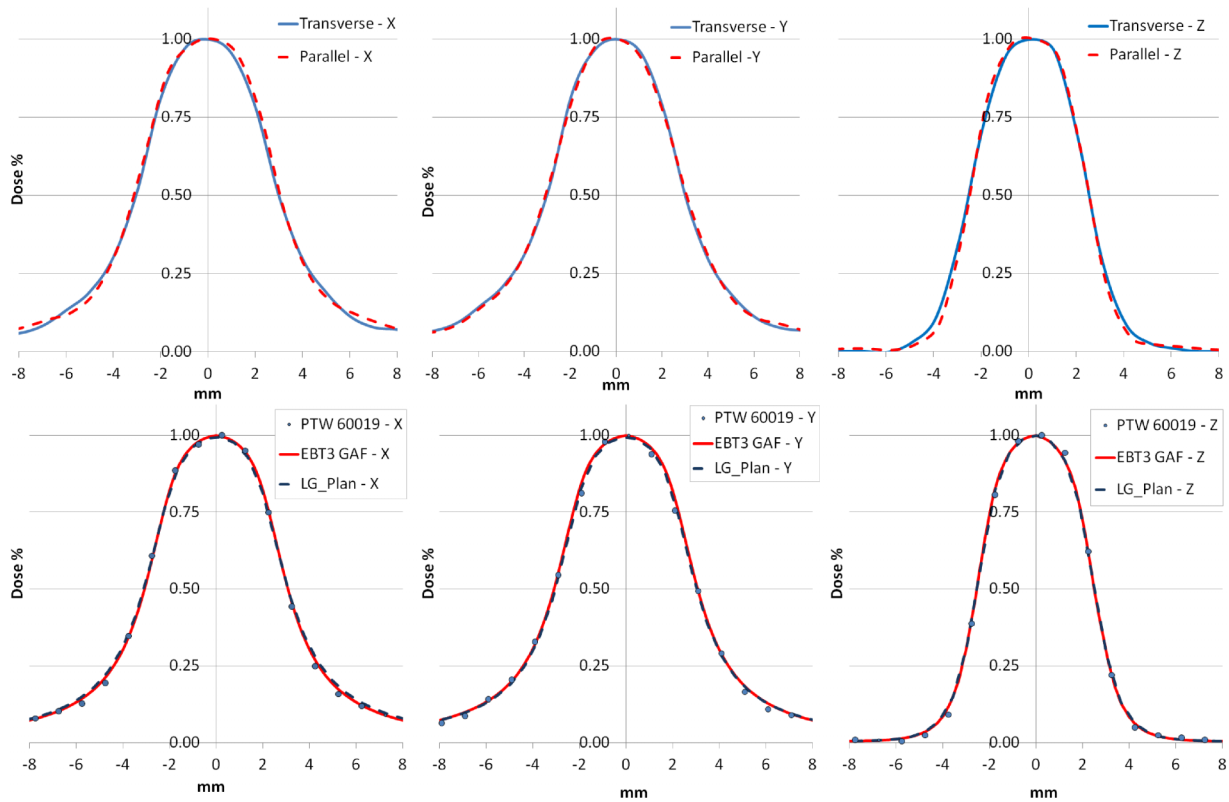 Transverse - X
Parallel - X
1.00
0.75
0.50
0.25
0.00
Dose %
-8 -6 -4 -2 0 2 4 6 8
mm
Transverse - Y
Parallel -Y
1.00
0.75
0.50
0.25
0.00
Dose %
-8 -6 -4 -2 0 2 4 6 8
mm
Transverse - Z
Parallel - Z
1.00
0.75
0.50
0.25
0.00
Dose %
-8 -6 -4 -2 0 2 4 6 8
mm
PTW 60019 - X
EBT3 GAF - X
LG_Plan - X
1.00
0.75
0.50
0.25
0.00
Dose %
-8 -6 -4 -2 0 2 4 6 8
mm
PTW 60019 - Y
EBT3 GAF - Y
LG_Plan - Y
1.00
0.75
0.50
0.25
0.00
Dose %
-8 -6 -4 -2 0 2 4 6 8
mm
PTW 60019 - Z
EBT3 GAF - Z
LG_Plan - Z
1.00
0.75
0.50
0.25
0.00
Dose %
-8 -6 -4 -2 0 2 4 6 8
mm